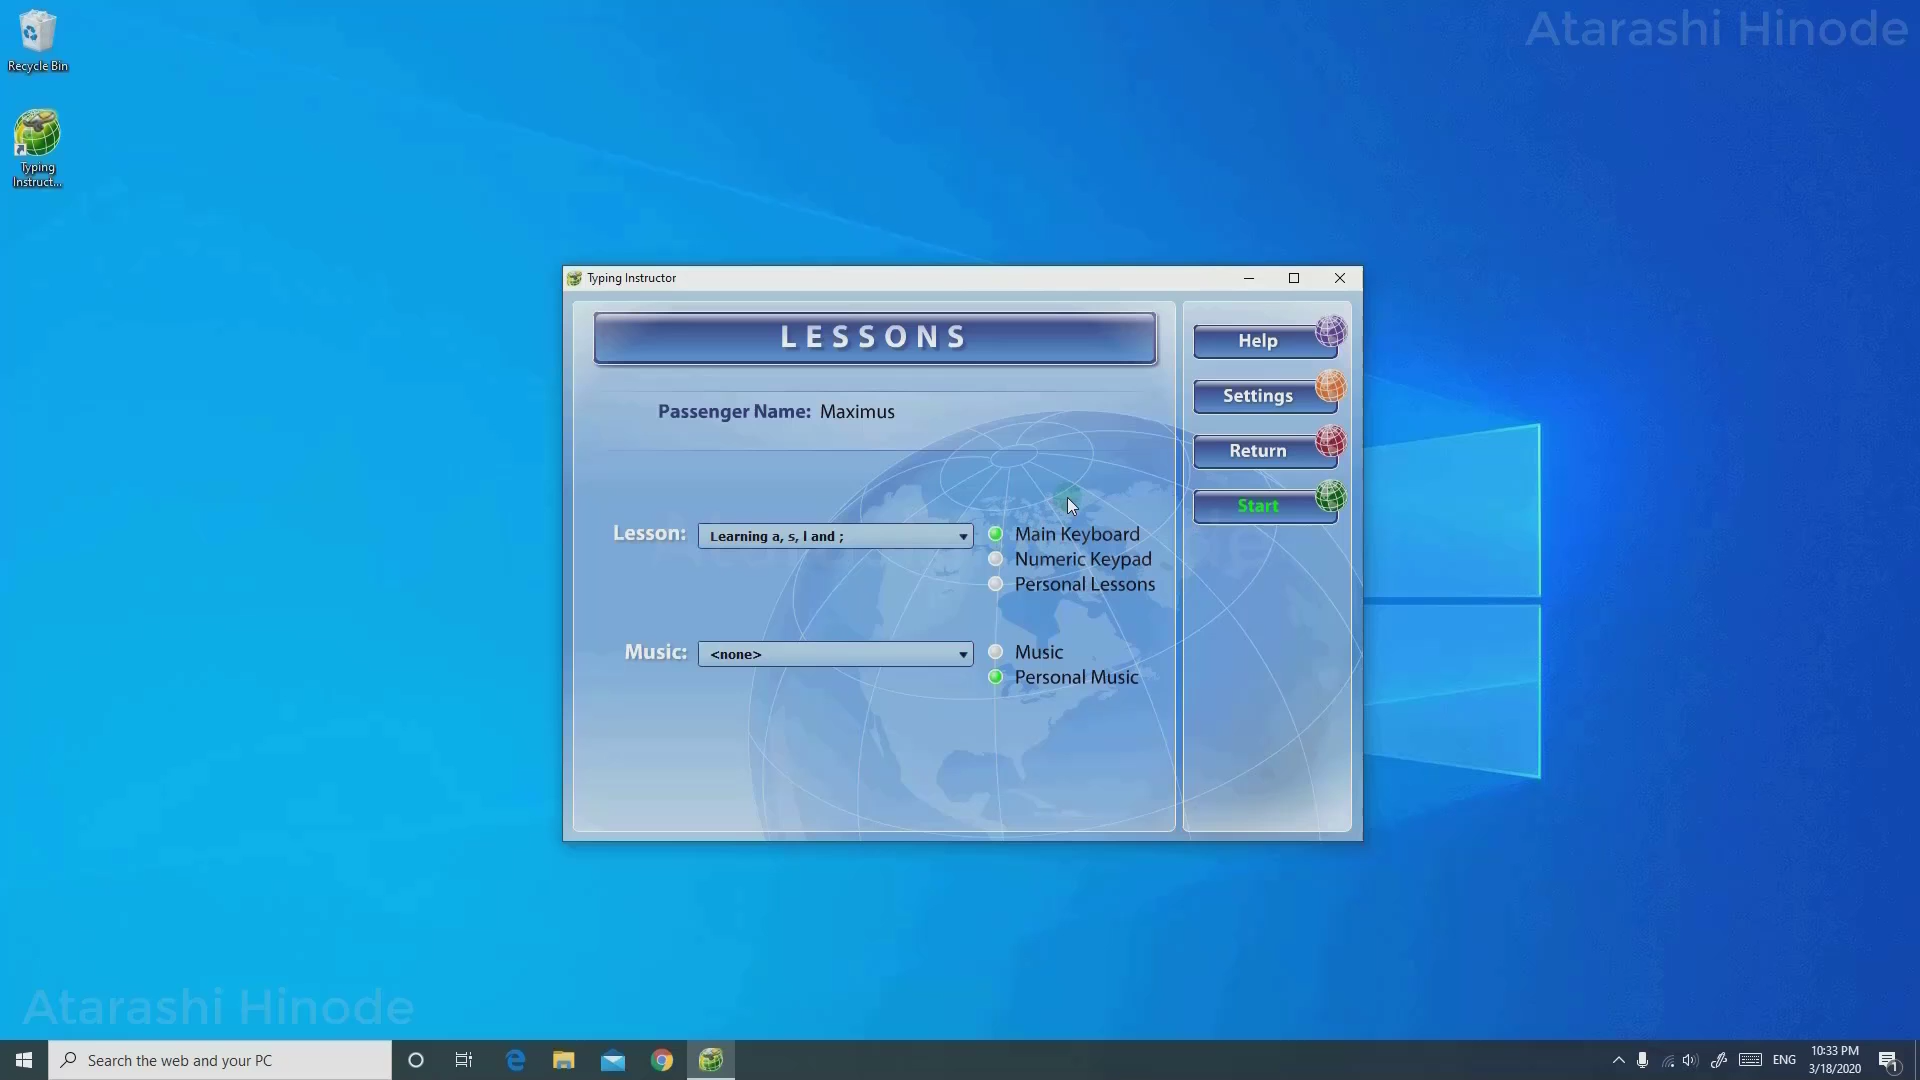 Atarashi Hinode
Recycle Bin
Typing
Instruct...
Typing Instructor
LESSONS
Passenger Name: Maximus
Lesson: Learning a, s, l and ;
Main Keyboard
Numeric Keypad
Personal Lessons
Music: <none>
Music
Personal Music
Help
Settings
Return
Start
Atarashi Hinode
Search the web and your PC
ENG
10:33 PM
3/18/2020
1